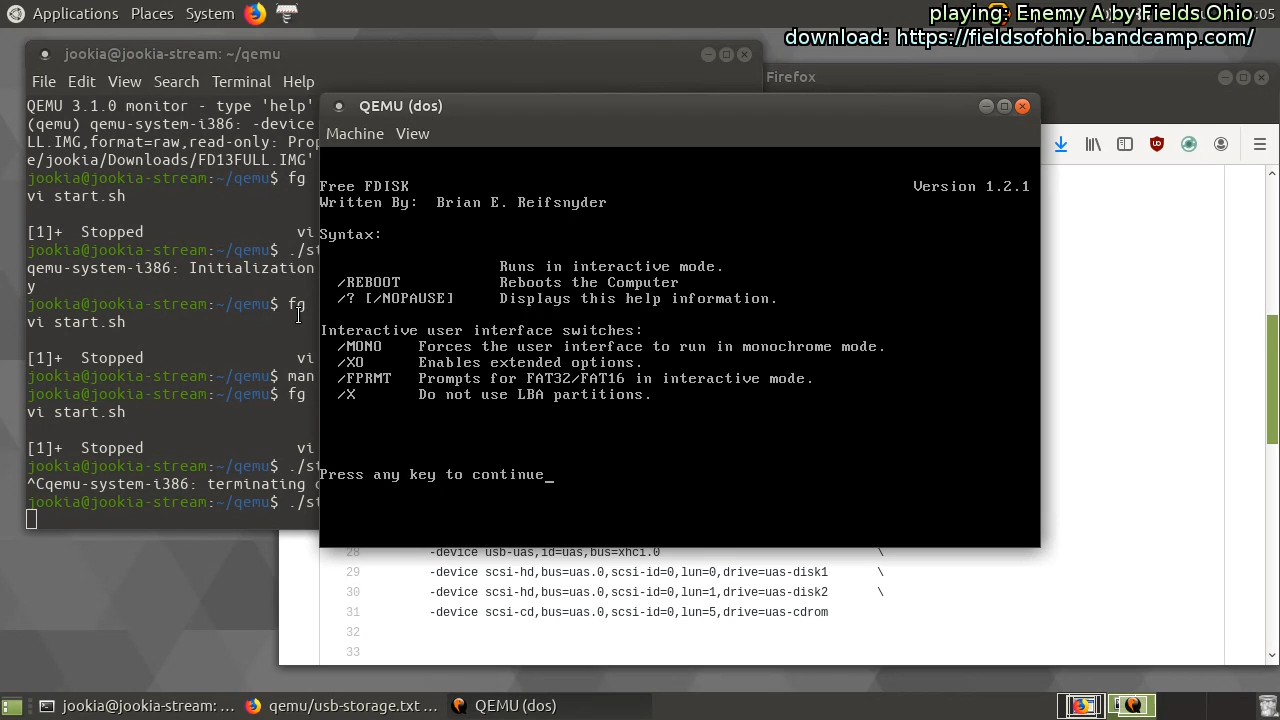 Applications Places System
playing: Enemy A by Fields Ohio
:05
download: https://fieldsofohio.bandcamp.com/
jookia@jookia-stream: ~/qemu
File Edit View Search Terminal Help
QEMU 3.1.0 monitor - type 'help'
(qemu) qemu-system-i386: -device
LL.IMG,format=raw,read-only: Prop
e/jookia/Downloads/FD13FULL.IMG'
jookia@jookia-stream:~/qemu$ fg
vi start.sh
[1]+ Stopped vi
jookia@jookia-stream:~/qemu$ ./st
qemu-system-i386: Initialization
y
jookia@jookia-stream:~/qemu$ fg
vi start.sh
[1]+ Stopped vi
jookia@jookia-stream:~/qemu$ man
jookia@jookia-stream:~/qemu$ fg
vi start.sh
[1]+ Stopped vi
jookia@jookia-stream:~/qemu$ ./st
^Cqemu-system-i386: terminating
jookia@jookia-stream:~/qemu$ ./st
Firefox
QEMU (dos)
Machine View
Free FDISK Version 1.2.1
Written By: Brian E. Reifsnyder
Syntax:
Runs in interactive mode.
/REBOOT Reboots the Computer
/? [/NOPAUSE] Displays this help information.
Interactive user interface switches:
/MONO Forces the user interface to run in monochrome mode.
/XO Enables extended options.
/FPRMT Prompts for FAT32/FAT16 in interactive mode.
/X Do not use LBA partitions.
Press any key to continue_
28 -device usb-uas,id=uas,bus=xhci.0 \
29 -device scsi-hd,bus=uas.0,scsi-id=0,lun=0,drive=uas-disk1 \
30 -device scsi-hd,bus=uas.0,scsi-id=0,lun=1,drive=uas-disk2 \
31 -device scsi-cd,bus=uas.0,scsi-id=0,lun=5,drive=uas-cdrom
32
33
jookia@jookia-stream: ... qemu/usb-storage.txt ... QEMU (dos)